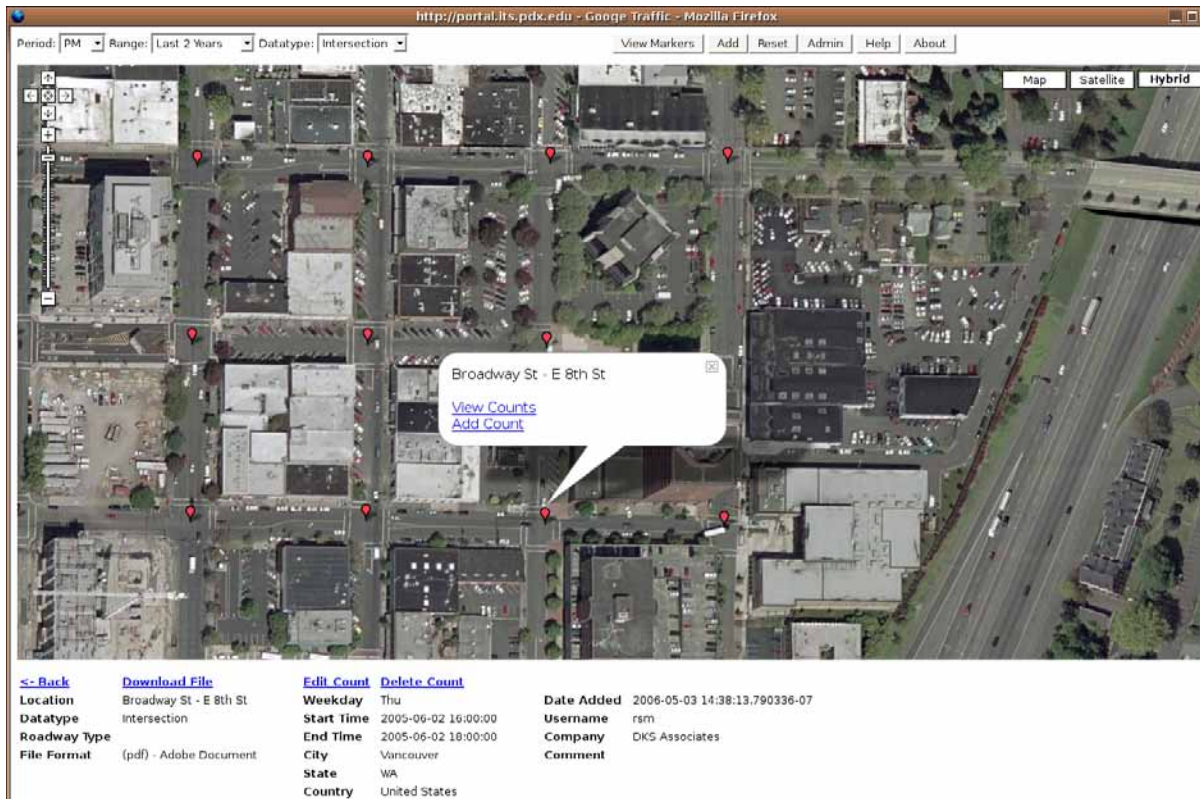 http://portal.its.pdx.edu - Googe Traffic - Mozilla Firefox
Period: PM Range: Last 2 Years Datatype: Intersection View Markers Add Reset Admin Help About
Map Satellite Hybrid
Broadway St - E 8th St
View Counts
Add Count
<- Back Download File Edit Count Delete Count
Location Broadway St - E 8th St Weekday Thu Date Added 2006-05-03 14:38:13.790336-07
Datatype Intersection Start Time 2005-06-02 16:00:00 Username rsm
Roadway Type End Time 2005-06-02 18:00:00 Company DKS Associates
File Format (pdf) - Adobe Document City Vancouver Comment
State WA
Country United States